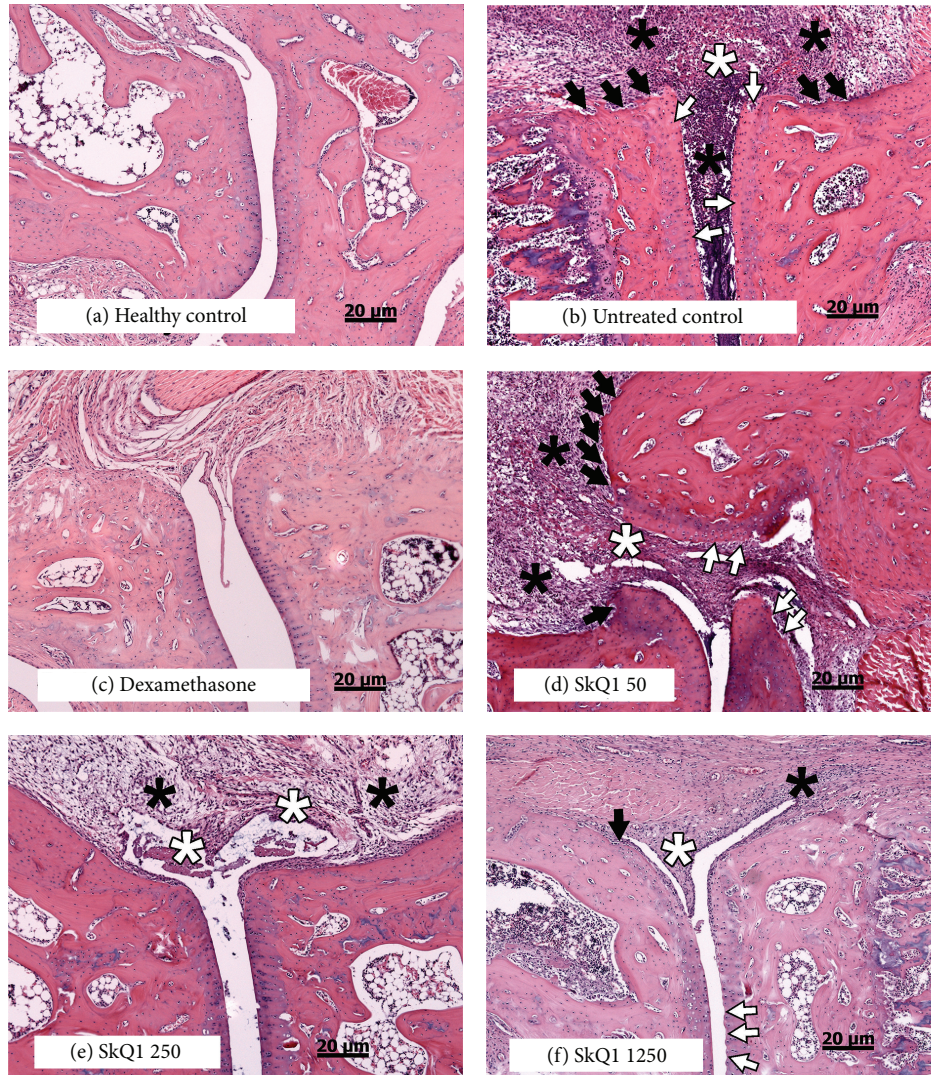 (a) Healthy control
20 µm
(b) Untreated control
20 µm
(c) Dexamethasone
20 µm
(d) SkQ1 50
20 µm
(e) SkQ1 250
20 µm
(f) SkQ1 1250
20 µm